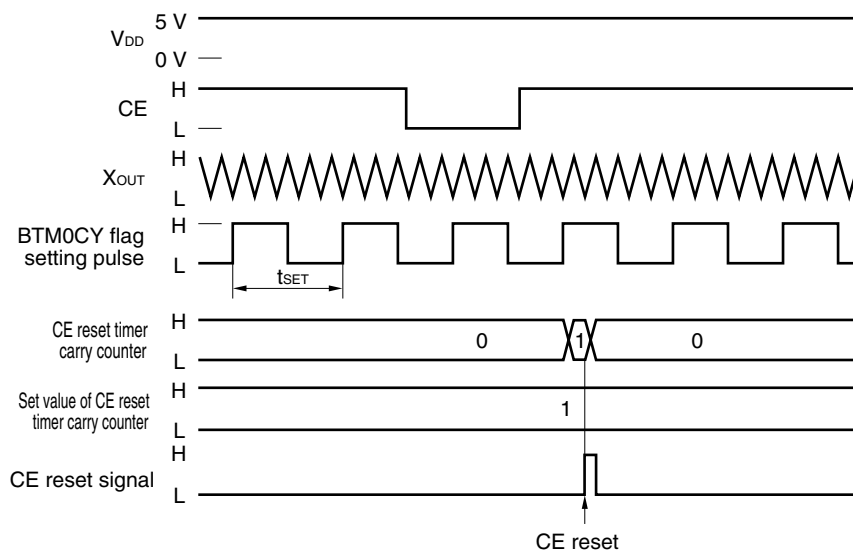 5 V
VDD
0 V
H
CE
L
H
XOUT
L
H
BTM0CY flag
setting pulse
L
tSET
H
CE reset timer
carry counter
0
1
0
L
H
Set value of CE reset
timer carry counter
1
L
H
CE reset signal
L
CE reset